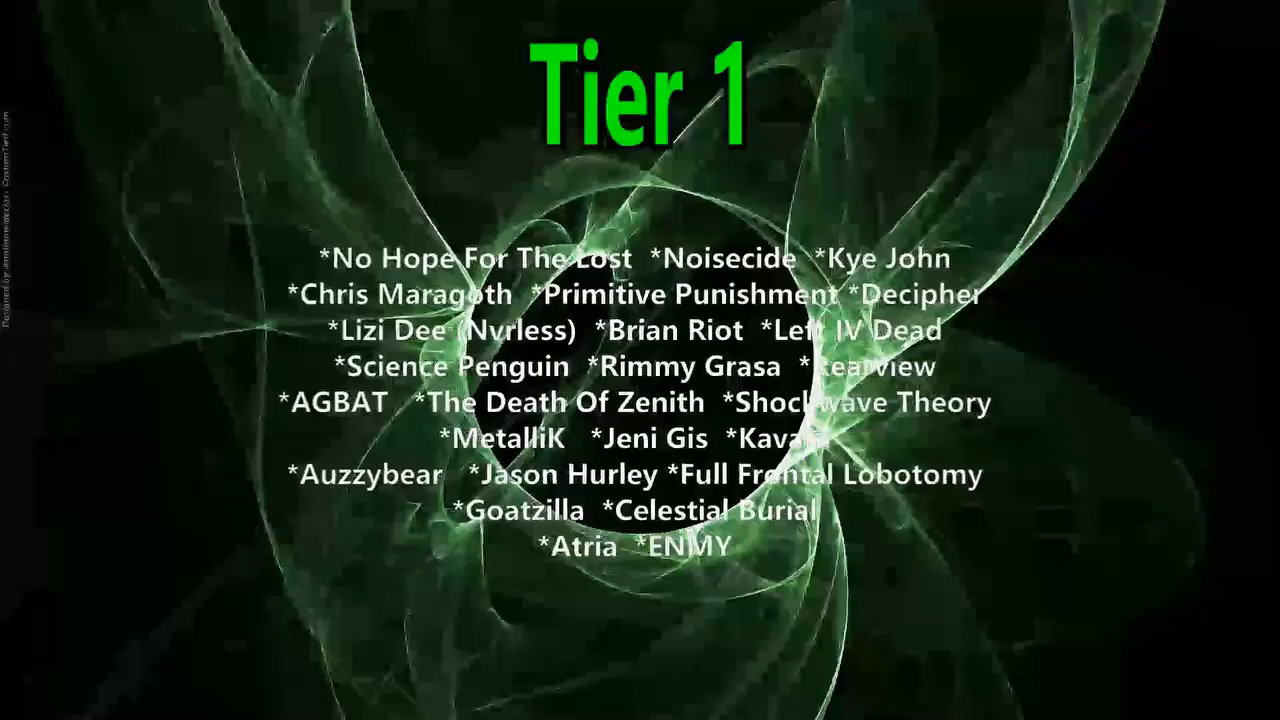 Tier 1
*No Hope For The Lost *Noisecide *Kye John
*Chris Maragoth *Primitive Punishment *Decipher
*Lizi Dee (Nvrless) *Brian Riot *Left IV Dead
*Science Penguin *Rimmy Grasa *Rearview
*AGBAT *The Death Of Zenith *Shockwave Theory
*MetalliK *Jeni Gis
*Auzzybear *Jason Hurley *Full Frontal Lobotomy
*Goatzilla *Celestial Burial
*Atria *ENMY